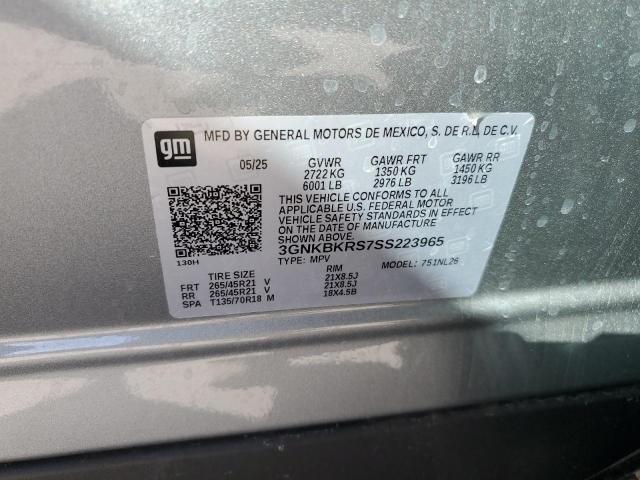 gm
MFD BY GENERAL MOTORS DE MEXICO, S. DE R.L. DE C.V.
05/25 GVWR GAWR FRT GAWR RR
2722 KG 1350 KG 1450 KG
6001 LB 2976 LB 3196 LB
THIS VEHICLE CONFORMS TO ALL
APPLICABLE U.S. FEDERAL MOTOR
VEHICLE SAFETY STANDARDS IN EFFECT ON
THE DATE OF MANUFACTURE
3GNKBKRS7SS223965
130H TYPE: MPV MODEL: 751NL26
TIRE SIZE RIM
FRT 265/45R21 V 21X8.5J
RR 265/45R21 V 21X8.5J
SPA T135/70R18 M 18X4.5B